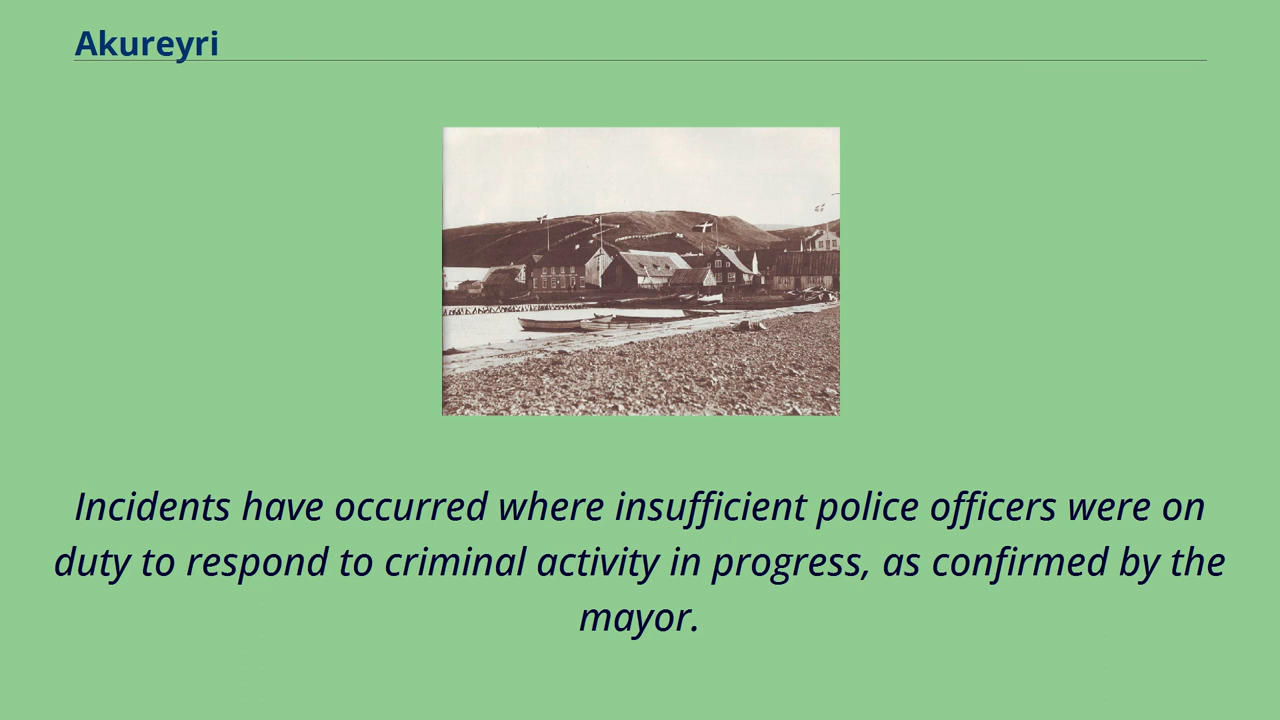 Akureyri
Incidents have occurred where insufficient police officers were on
duty to respond to criminal activity in progress, as confirmed by the
mayor.